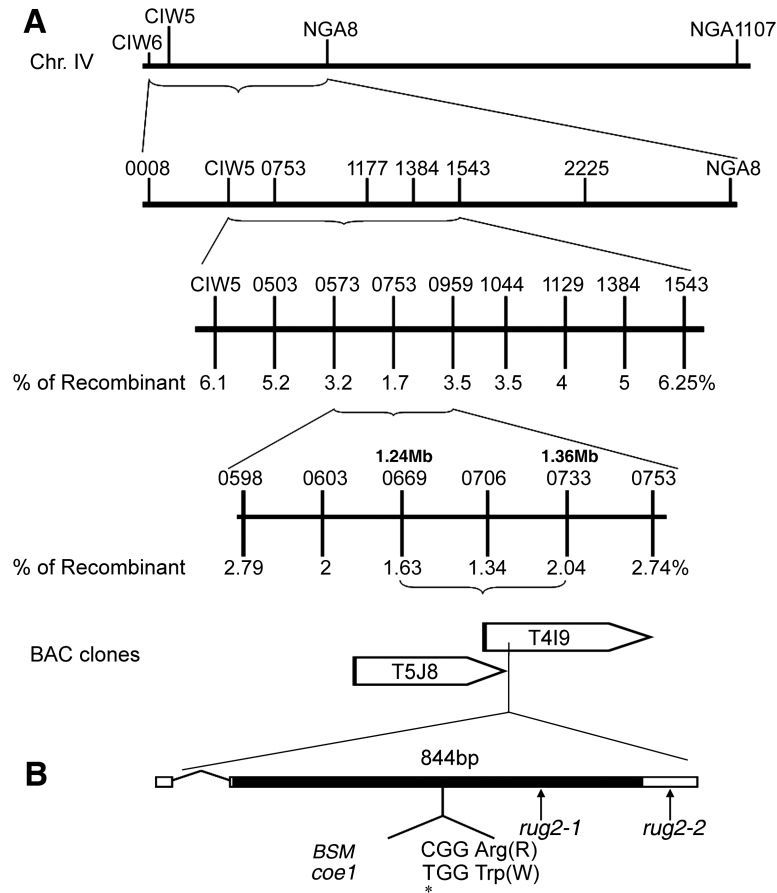 A
CIW5
CIW6
NGA8
NGA1107
Chr. IV
0008 CIW5 0753 1177 1384 1543 2225 NGA8
CIW5 0503 0573 0753 0959 1044 1129 1384 1543
% of Recombinant 6.1 5.2 3.2 1.7 3.5 3.5 4 5 6.25%
1.24Mb 1.36Mb
0598 0603 0669 0706 0733 0753
% of Recombinant 2.79 2 1.63 1.34 2.04 2.74%
T4I9
BAC clones
T5J8
B
844bp
rug2-1 rug2-2
BSM CGG Arg(R)
coe1 TGG Trp(W)
*